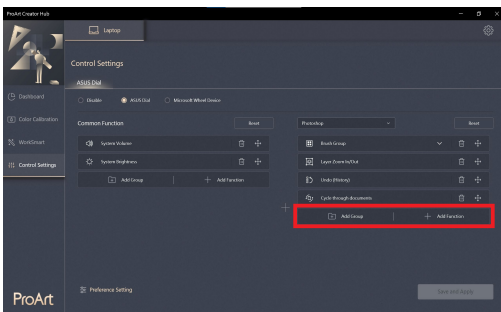 ProArt Creator Hub
Laptop
Control Settings
ASUS Dial
Disable ASUS Dial Microsoft Wheel Device
Dashboard
Color Calibration
WorkSmart
Control Settings
Common Function Reset
System Volume
System Brightness
Add Group Add Function
Photoshop Reset
Brush Group
Layer Zoom In/Out
Undo (History)
Cycle through documents
Add Group Add Function
Preference Setting
Save and Apply
ProArt